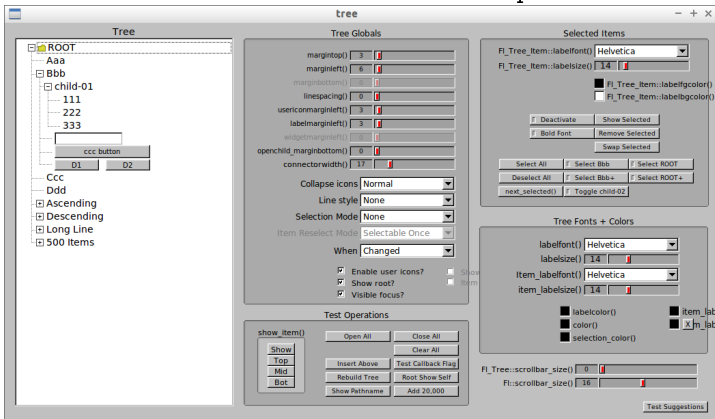 tree
Tree
ROOT
Aaa
Bbb
child-01
111
222
333
ccc button
D1 D2
Ccc
Ddd
Ascending
Descending
Long Line
500 Items
Tree Globals
margintop() 3
marginleft() 6
marginbottom() 0
linespacing() 0
usericonmarginleft() 3
labelmarginleft() 3
widgetmarginleft() 0
openchild_marginbottom() 0
connectorwidth() 17
Collapse icons Normal
Line style None
Selection Mode None
Item Reselect Mode Selectable Once
When Changed
Enable user icons? Show
Show root? Item
Visible focus?
Test Operations
show_item()
Show
Top
Mid
Bot
Open All Close All
Clear All
Insert Above Test Callback Flag
Rebuild Tree Root Show Self
Show Pathname Add 20,000
Selected Items
Fl_Tree_Item::labelfont() Helvetica
Fl_Tree_Item::labelsize() 14
Fl_Tree_Item::labelfgcolor()
Fl_Tree_Item::labelbgcolor()
Deactivate Show Selected
Bold Font Remove Selected
Swap Selected
Select All Select Bbb Select ROOT
Deselect All Select Bbb+ Select ROOT+
next_selected() Toggle child-02
Tree Fonts + Colors
labelfont() Helvetica
labelsize() 14
Item_labelfont() Helvetica
item_labelsize() 14
labelcolor() item_lab
color() X m_lab
selection_color()
Fl_Tree::scrollbar_size() 0
Fl::scrollbar_size() 16
Test Suggestions